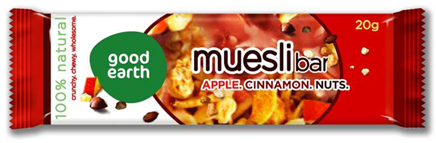 100% natural
crunchy, chewy, wholesome.
good
earth
muesli bar
APPLE. CINNAMON. NUTS.
20g